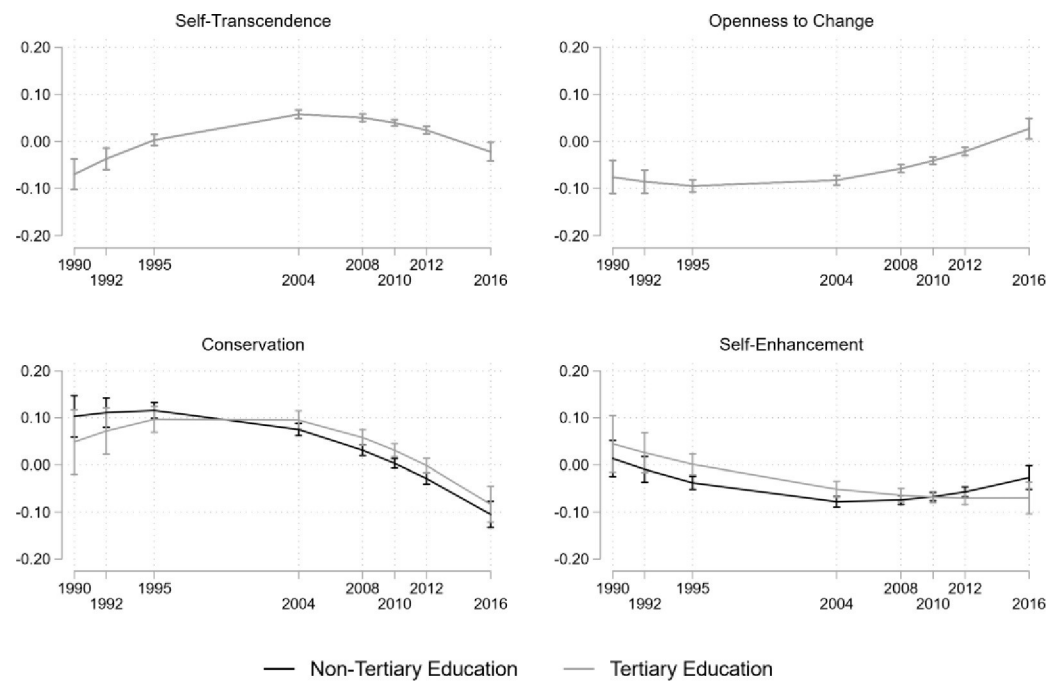 Self-Transcendence
0.20
0.10
0.00
-0.10
-0.20
1990 1995 2008 2012
1992 2004 2010 2016
Openness to Change
0.20
0.10
0.00
-0.10
-0.20
1990 1995 2008 2012
1992 2004 2010 2016
Conservation
0.20
0.10
0.00
-0.10
-0.20
1990 1995 2008 2012
1992 2004 2010 2016
Self-Enhancement
0.20
0.10
0.00
-0.10
-0.20
1990 1995 2008 2012
1992 2004 2010 2016
Non-Tertiary Education Tertiary Education